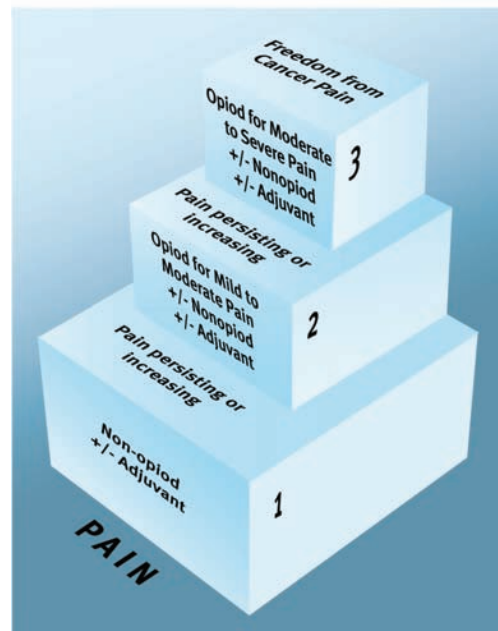 Freedom from
Cancer Pain
Opiod for Moderate
to Severe Pain
+/- Nonopiod
+/- Adjuvant
3
Pain persisting or
increasing
Opiod for Mild to
Moderate Pain
+/- Nonopiod
+/- Adjuvant
2
Pain persisting or
increasing
Non-opiod
+/- Adjuvant
1
PAIN